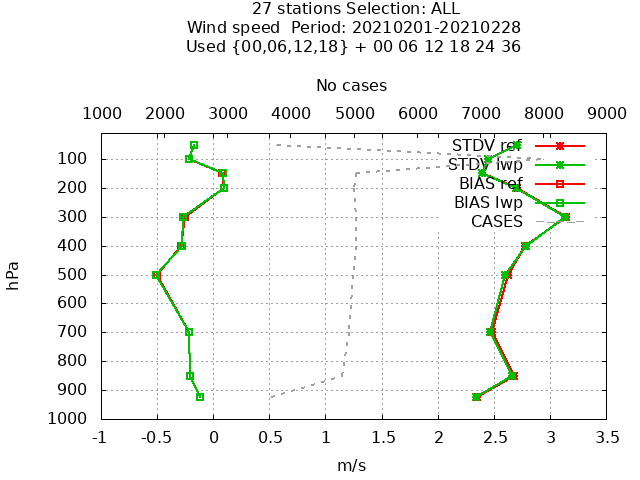 27 stations Selection: ALL
Wind speed  Period: 20210201-20210228
Used {00,06,12,18} + 00 06 12 18 24 36
No cases
1000 2000 3000 4000 5000 6000 7000 8000 9000
STDV ref
STDV lwp
BIAS ref
BIAS lwp
CASES
hPa
100
200
300
400
500
600
700
800
900
1000
-1 -0.5 0 0.5 1 1.5 2 2.5 3 3.5
m/s